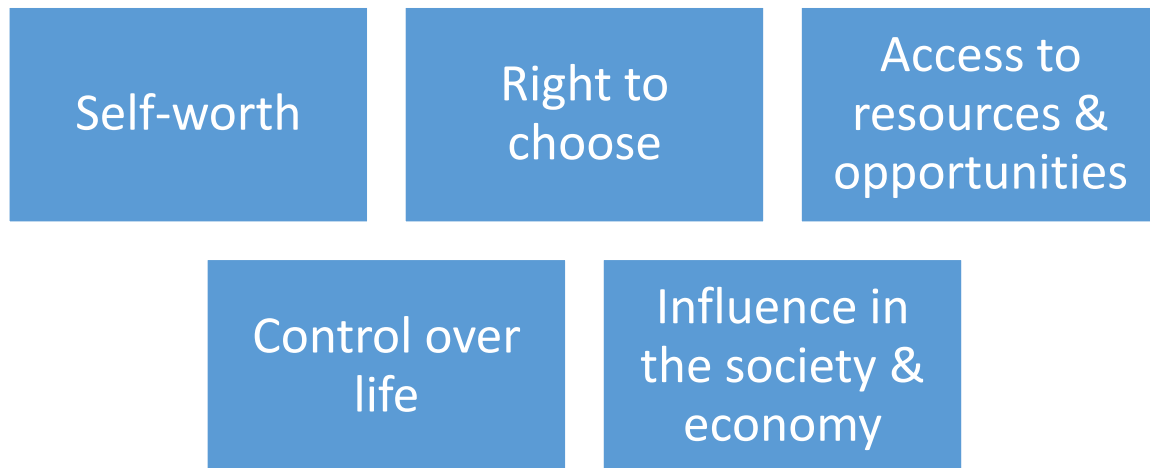 Self-worth
Right to
choose
Access to
resources &
opportunities
Control over
life
Influence in
the society &
economy